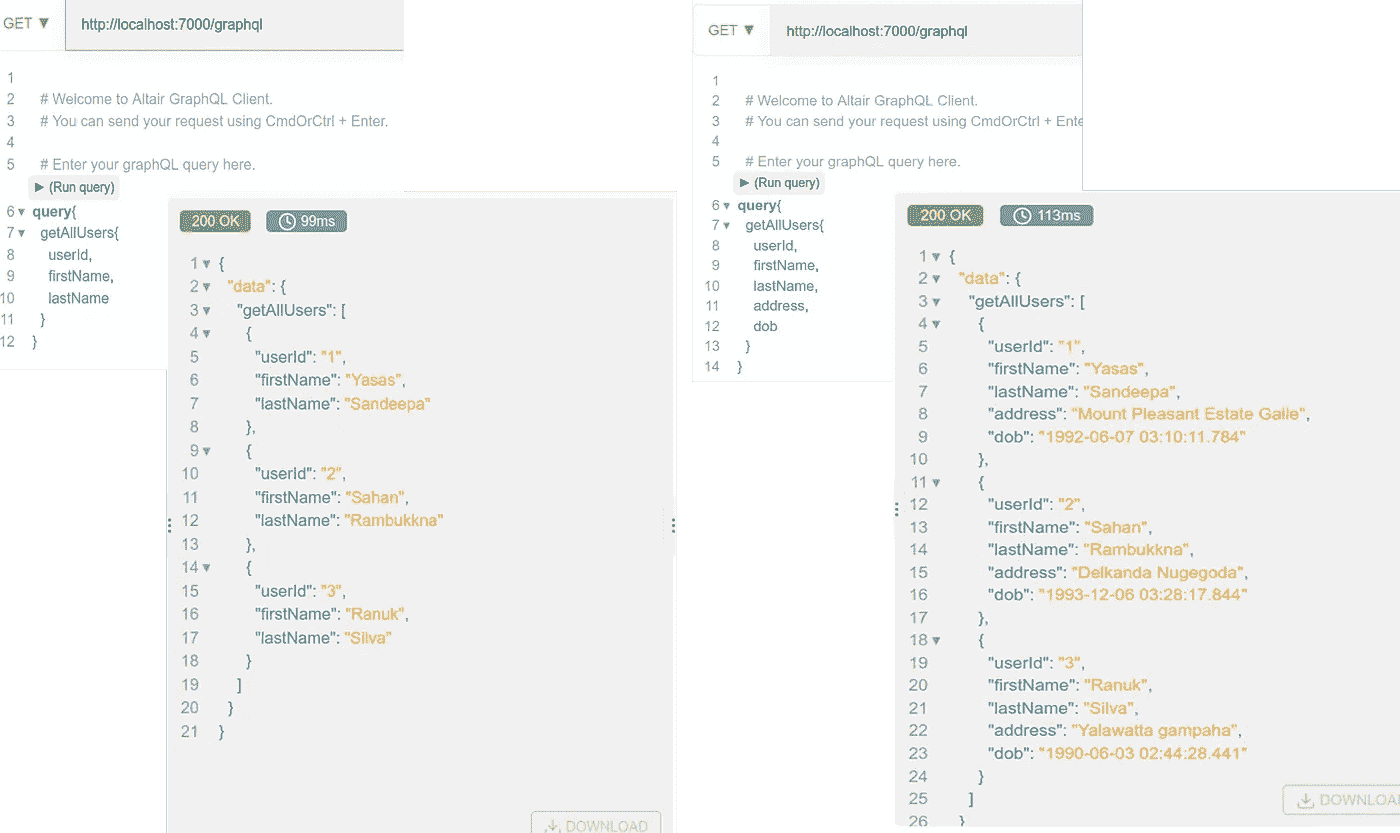 GET ▼ http://localhost:7000/graphql
1
2 # Welcome to Altair GraphQL Client.
3 # You can send your request using CmdOrCtrl + Enter.
4
5 # Enter your graphQL query here.
▶ (Run query)
6 ▼ query{
7 ▼ getAllUsers{
8 userId,
9 firstName,
10 lastName
11 }
12 }
200 OK 99ms
1 ▼ {
2 ▼ "data": {
3 ▼ "getAllUsers": [
4 ▼ {
5 "userId": "1",
6 "firstName": "Yasas",
7 "lastName": "Sandeepa"
8 },
9 ▼ {
10 "userId": "2",
11 "firstName": "Sahan",
12 "lastName": "Rambukkna"
13 },
14 ▼ {
15 "userId": "3",
16 "firstName": "Ranuk",
17 "lastName": "Silva"
18 }
19 ]
20 }
21 }
DOWNLOAD
GET ▼ http://localhost:7000/graphql
1
2 # Welcome to Altair GraphQL Client.
3 # You can send your request using CmdOrCtrl + Ente
4
5 # Enter your graphQL query here.
▶ (Run query)
6 ▼ query{
7 ▼ getAllUsers{
8 userId,
9 firstName,
10 lastName,
11 address,
12 dob
13 }
14 }
200 OK 113ms
1 ▼ {
2 ▼ "data": {
3 ▼ "getAllUsers": [
4 ▼ {
5 "userId": "1",
6 "firstName": "Yasas",
7 "lastName": "Sandeepa",
8 "address": "Mount Pleasant Estate Galle",
9 "dob": "1992-06-07 03:10:11.784"
10 },
11 ▼ {
12 "userId": "2",
13 "firstName": "Sahan",
14 "lastName": "Rambukkna",
15 "address": "Delkanda Nugegoda",
16 "dob": "1993-12-06 03:28:17.844"
17 },
18 ▼ {
19 "userId": "3",
20 "firstName": "Ranuk",
21 "lastName": "Silva",
22 "address": "Yalawatta gampaha",
23 "dob": "1990-06-03 02:44:28.441"
24 }
25 ]
26 }
DOWNLOA